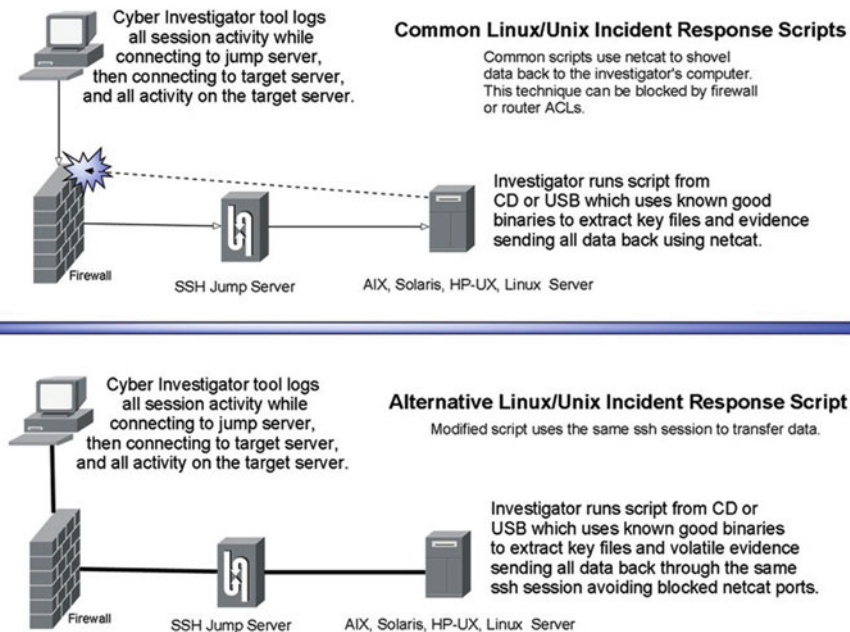 Cyber Investigator tool logs
all session activity while
connecting to jump server,
then connecting to target server,
and all activity on the target server.
Common Linux/Unix Incident Response Scripts
Common scripts use netcat to shovel
data back to the investigator's computer.
This technique can be blocked by firewall
or router ACLs.
Investigator runs script from
CD or USB which uses known good
binaries to extract key files and evidence
sending all data back using netcat.
Firewall
SSH Jump Server
AIX, Solaris, HP-UX, Linux Server
Cyber Investigator tool logs
all session activity while
connecting to jump server,
then connecting to target server,
and all activity on the target server.
Alternative Linux/Unix Incident Response Script
Modified script uses the same ssh session to transfer data.
Investigator runs script from CD or
USB which uses known good binaries
to extract key files and volatile evidence
sending all data back through the same
ssh session avoiding blocked netcat ports.
Firewall
SSH Jump Server
AIX, Solaris, HP-UX, Linux Server